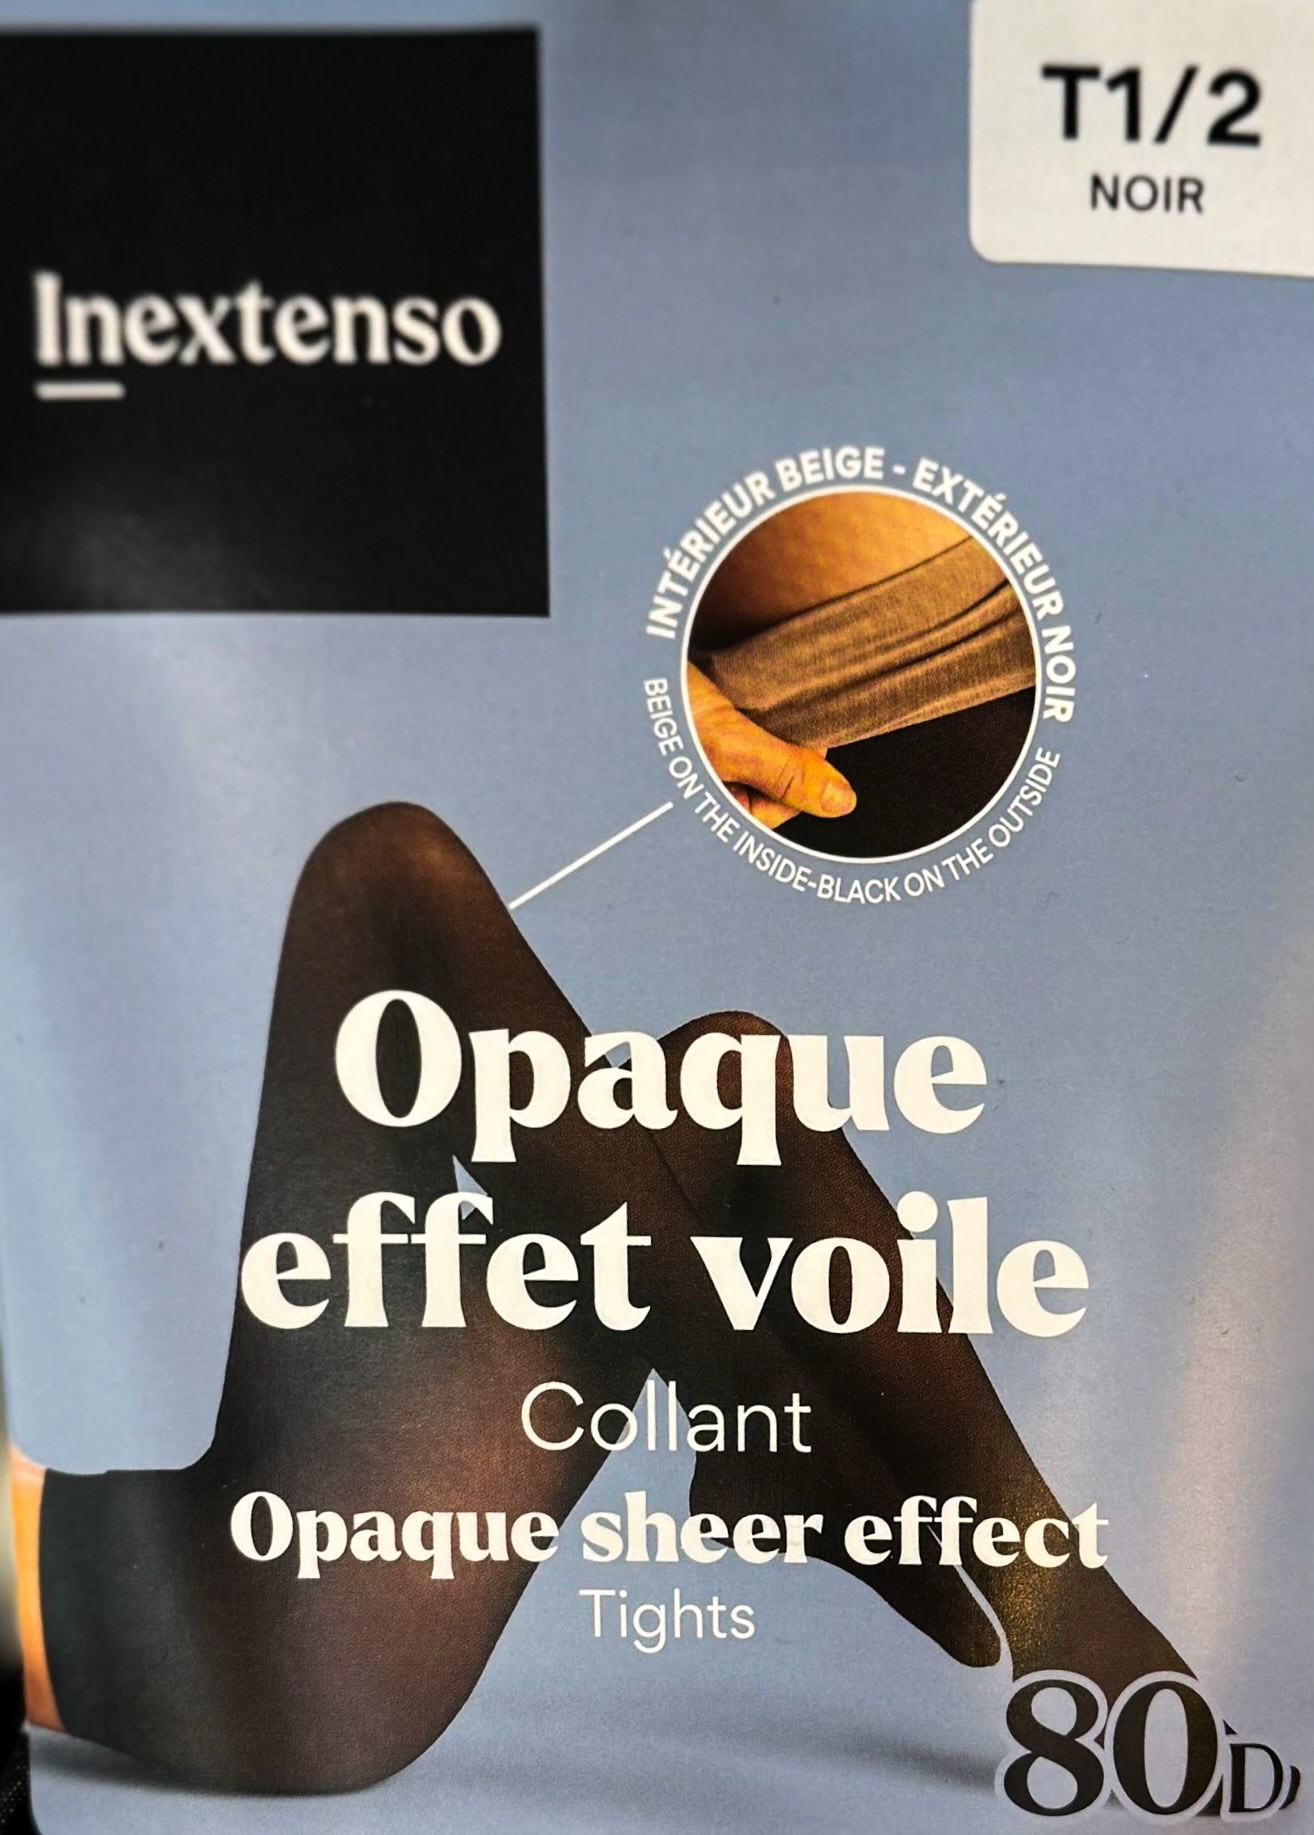 T1/2
NOIR
Inextenso
INTÉRIEUR BEIGE - EXTÉRIEUR NOIR
BEIGE ON THE INSIDE-BLACK ON THE OUTSIDE
Opaque
effet voile
Collant
Opaque sheer effect
Tights
80D